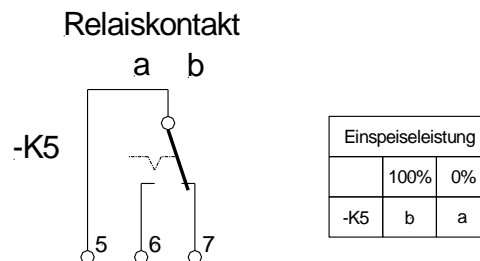 Relaiskontakt
a b
-K5
5 6 7
Einspeiseleistung
100% 0%
-K5 b a